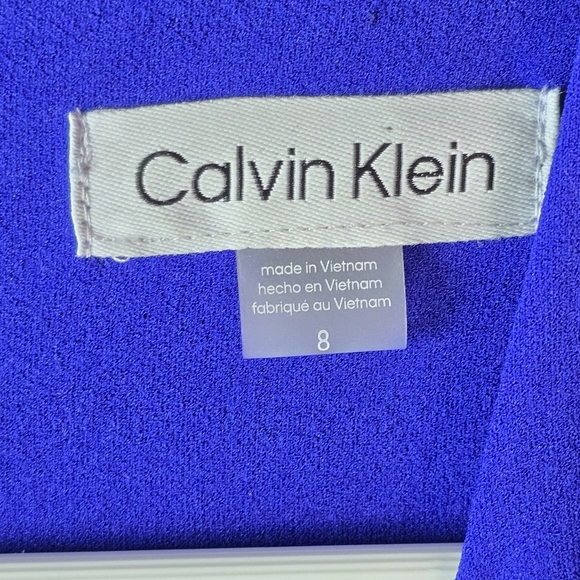 Calvin Klein
made in Vietnam
hecho en Vietnam
fabriqué au Vietnam
8